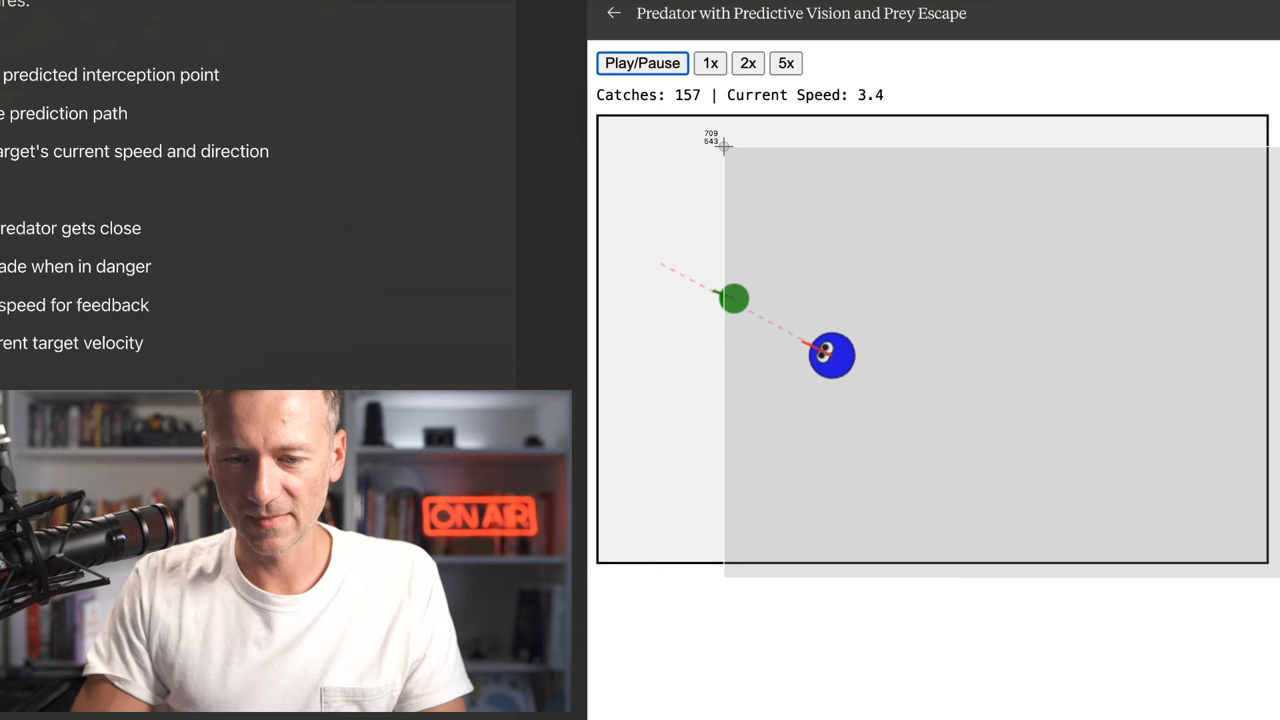 predicted interception point
e prediction path
arget's current speed and direction
redator gets close
ade when in danger
speed for feedback
rent target velocity
ON AIR
← Predator with Predictive Vision and Prey Escape
Play/Pause 1x 2x 5x
Catches: 157 | Current Speed: 3.4
709
543